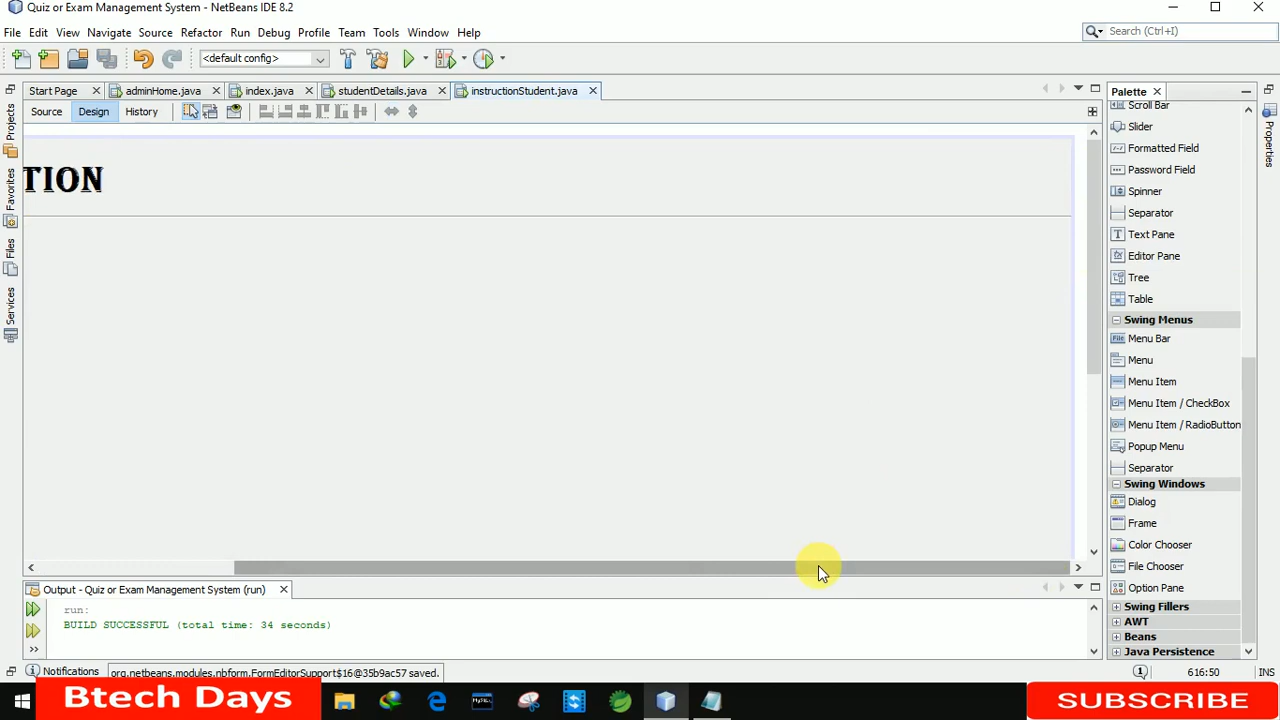 Quiz or Exam Management System - NetBeans IDE 8.2
File Edit View Navigate Source Refactor Run Debug Profile Team Tools Window Help
Search (Ctrl+I)
<default config>
Start Page adminHome.java index.java studentDetails.java instructionStudent.java
Source Design History
Projects
Favorites
Files
Services
TION
Palette
Scroll Bar
Slider
Formatted Field
Password Field
Spinner
Separator
Text Pane
Editor Pane
Tree
Table
Swing Menus
Menu Bar
Menu
Menu Item
Menu Item / CheckBox
Menu Item / RadioButton
Popup Menu
Separator
Swing Windows
Dialog
Frame
Color Chooser
File Chooser
Option Pane
Swing Fillers
AWT
Beans
Java Persistence
Properties
Output - Quiz or Exam Management System (run)
run:
BUILD SUCCESSFUL (total time: 34 seconds)
Notifications org.netbeans.modules.nbform.FormEditorSupport$16@35b9ac57 saved.
616:50 INS
Btech Days
SUBSCRIBE